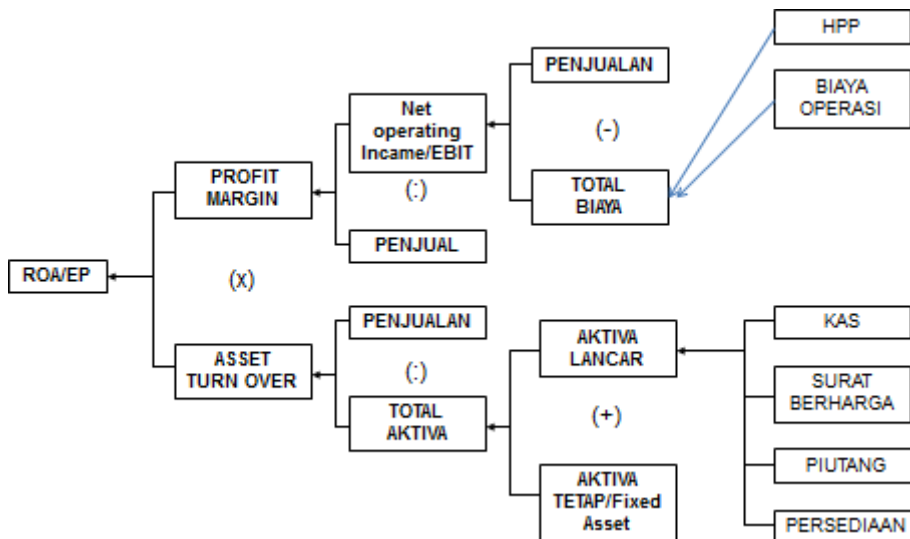 HPP
BIAYA
OPERASI
PENJUALAN
(-)
TOTAL
BIAYA
Net
operating
Incame/EBIT
(:)
PENJUAL
PROFIT
MARGIN
ROA/EP
(x)
ASSET
TURN OVER
PENJUALAN
(:)
TOTAL
AKTIVA
AKTIVA
LANCAR
(+)
AKTIVA
TETAP/Fixed
Asset
KAS
SURAT
BERHARGA
PIUTANG
PERSEDIAAN